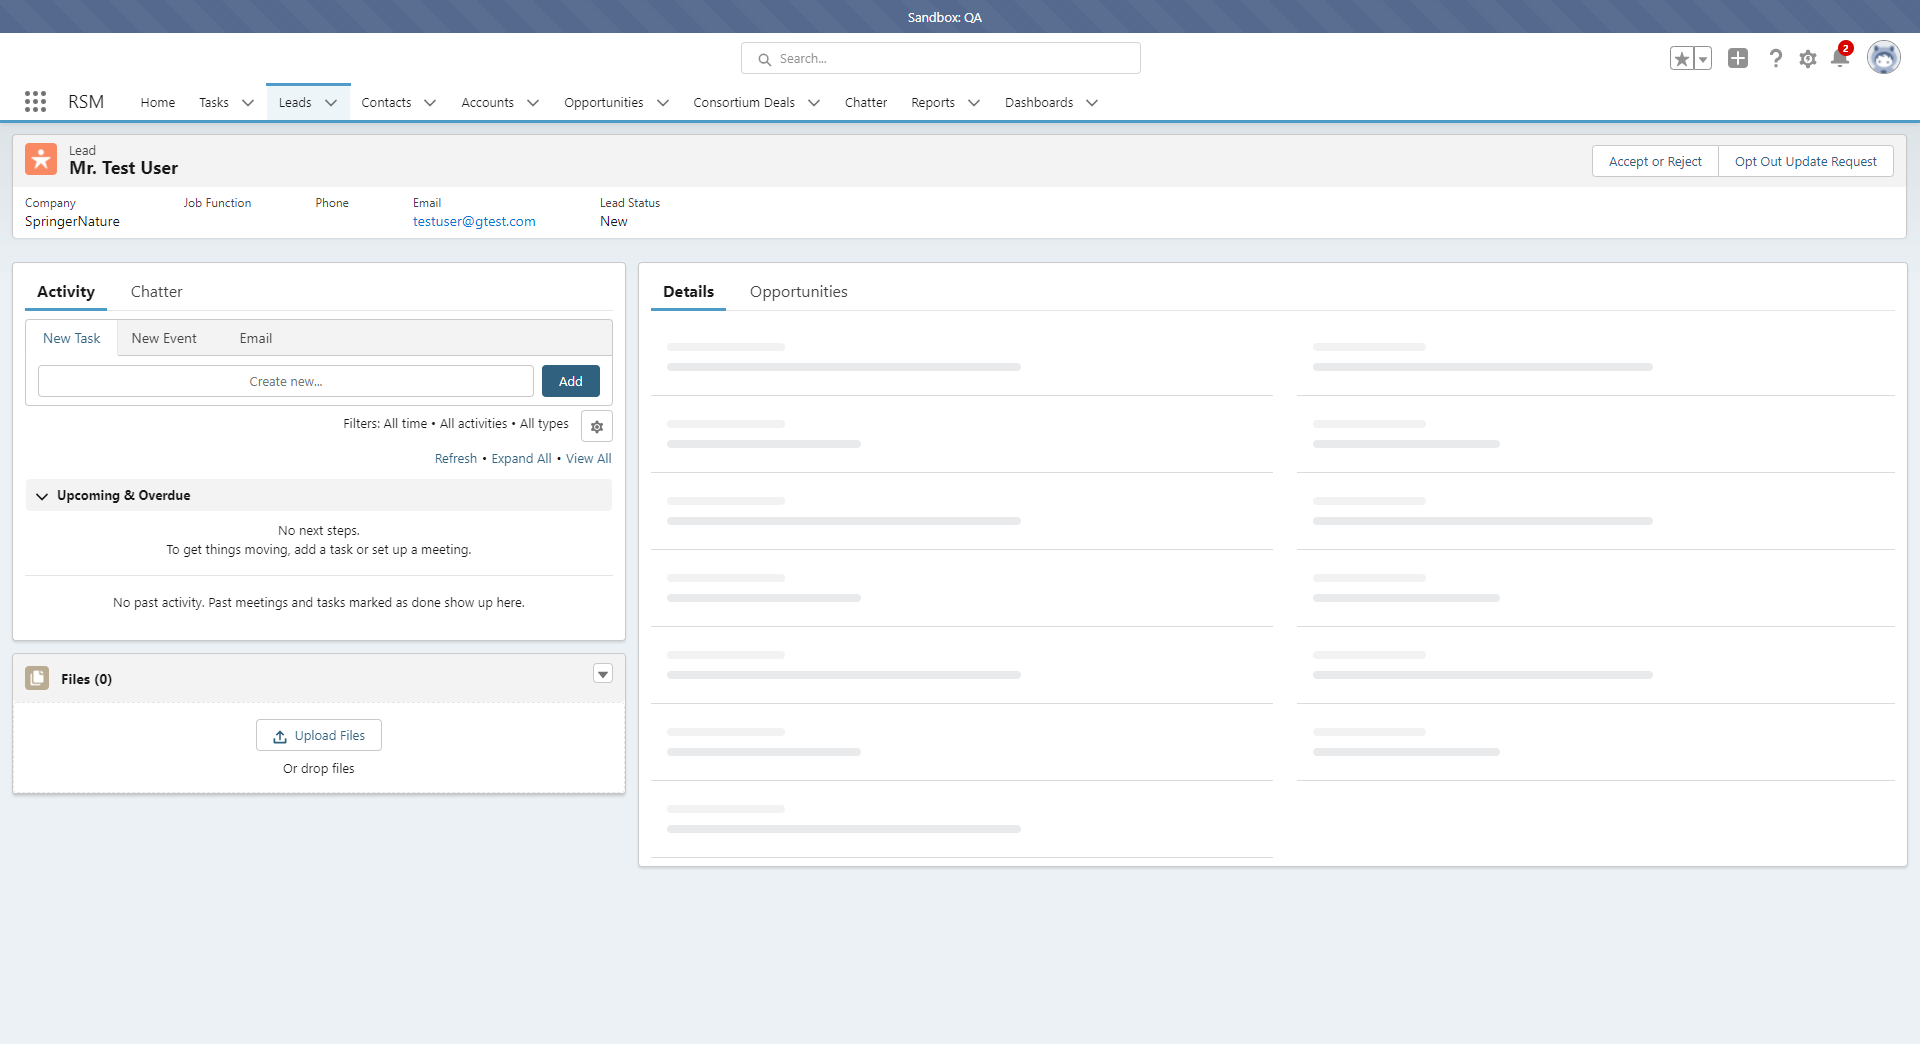 Sandbox: QA
Search...
2
RSM
Home
Tasks
Leads
Contacts
Accounts
Opportunities
Consortium Deals
Chatter
Reports
Dashboards
Lead
Mr. Test User
Accept or Reject
Opt Out Update Request
Company
SpringerNature
Job Function
Phone
Email
testuser@gtest.com
Lead Status
New
Activity
Chatter
New Task
New Event
Email
Create new...
Add
Filters: All time • All activities • All types
Refresh • Expand All • View All
Upcoming & Overdue
No next steps.
To get things moving, add a task or set up a meeting.
No past activity. Past meetings and tasks marked as done show up here.
Files (0)
Upload Files
Or drop files
Details
Opportunities